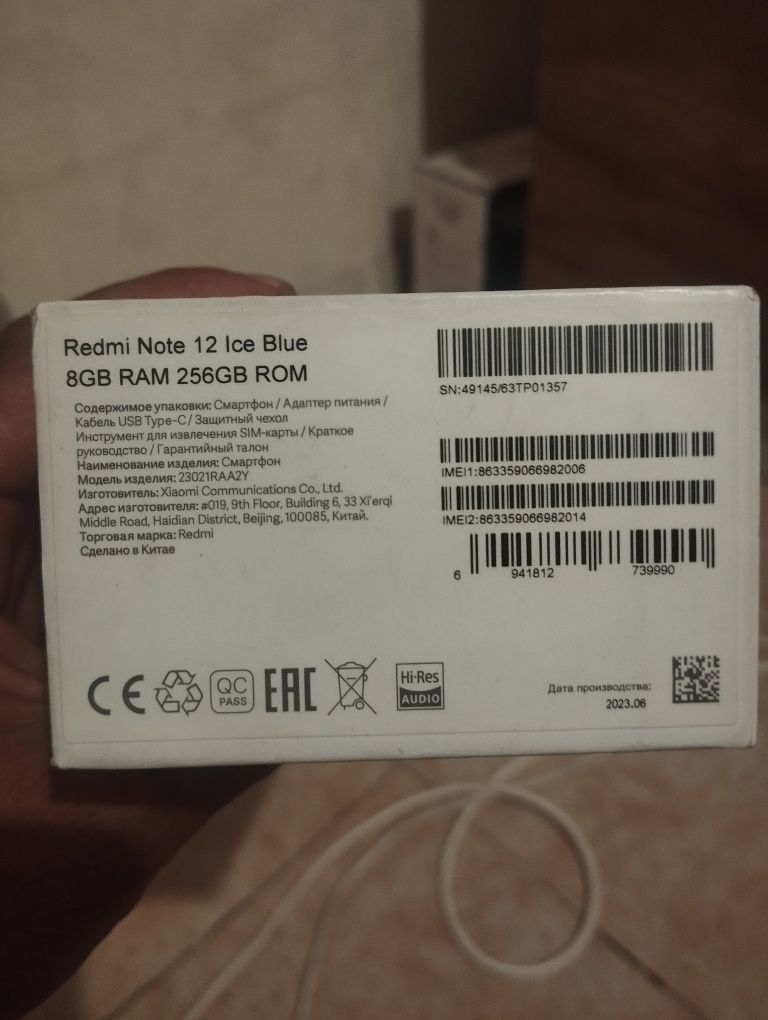 Redmi Note 12 Ice Blue
8GB RAM 256GB ROM
Содержимое упаковки: Смартфон / Адаптер питания /
Кабель USB Type-C / Защитный чехол
Инструмент для извлечения SIM-карты / Краткое
руководство / Гарантийный талон
Наименование изделия: Смартфон
Модель изделия: 23021RAA2Y
Изготовитель: Xiaomi Communications Co., Ltd.
Адрес изготовителя: #019, 9th Floor, Building 6, 33 Xi'erqi
Middle Road, Haidian District, Beijing, 100085, Китай.
Торговая марка: Redmi
Сделано в Китае
SN:49145/63TP01357
IMEI1:863359066982006
IMEI2:863359066982014
6 941812 739990
CE
QC
PASS
EAC
Hi-Res
AUDIO
Дата производства:
2023.06